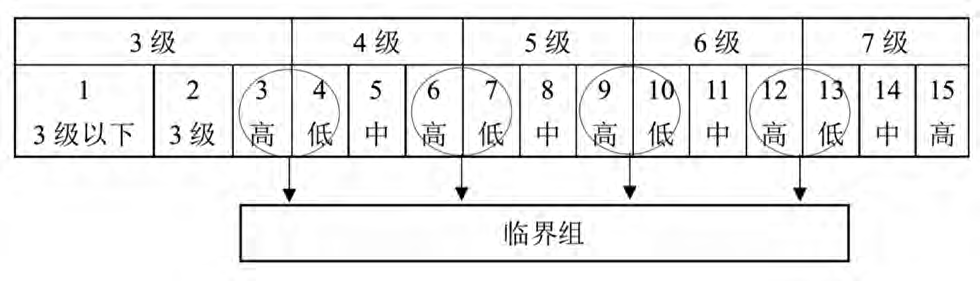 3级 4级 5级 6级 7级
1 2 3 4 5 6 7 8 9 10 11 12 13 14 15
3级以下 3级 高 低 中 高 低 中 高 低 中 高 低 中 高
临界组